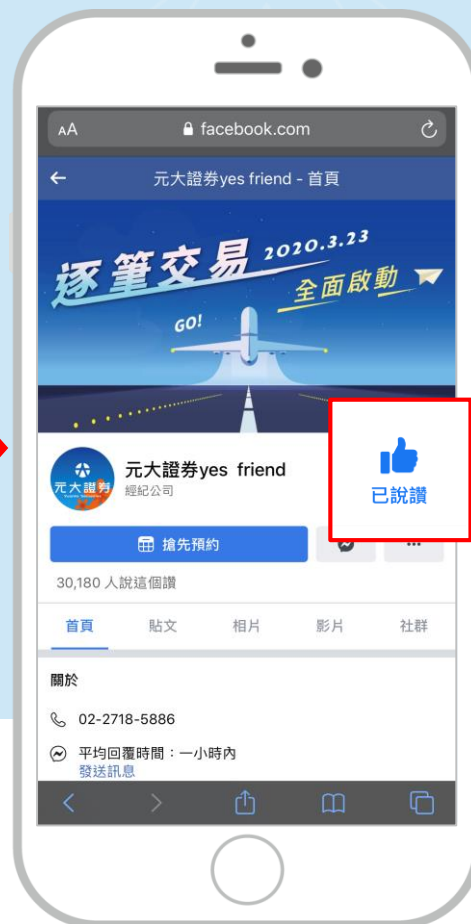 AA facebook.com
元大證券yes friend - 首頁
逐筆交易 2020.3.23
全面啟動
GO!
元大證券
元大證券yes friend
經紀公司
已說讚
搶先預約
30,180 人說這個讚
首頁 貼文 相片 影片 社群
關於
02-2718-5886
平均回覆時間：一小時內
發送訊息